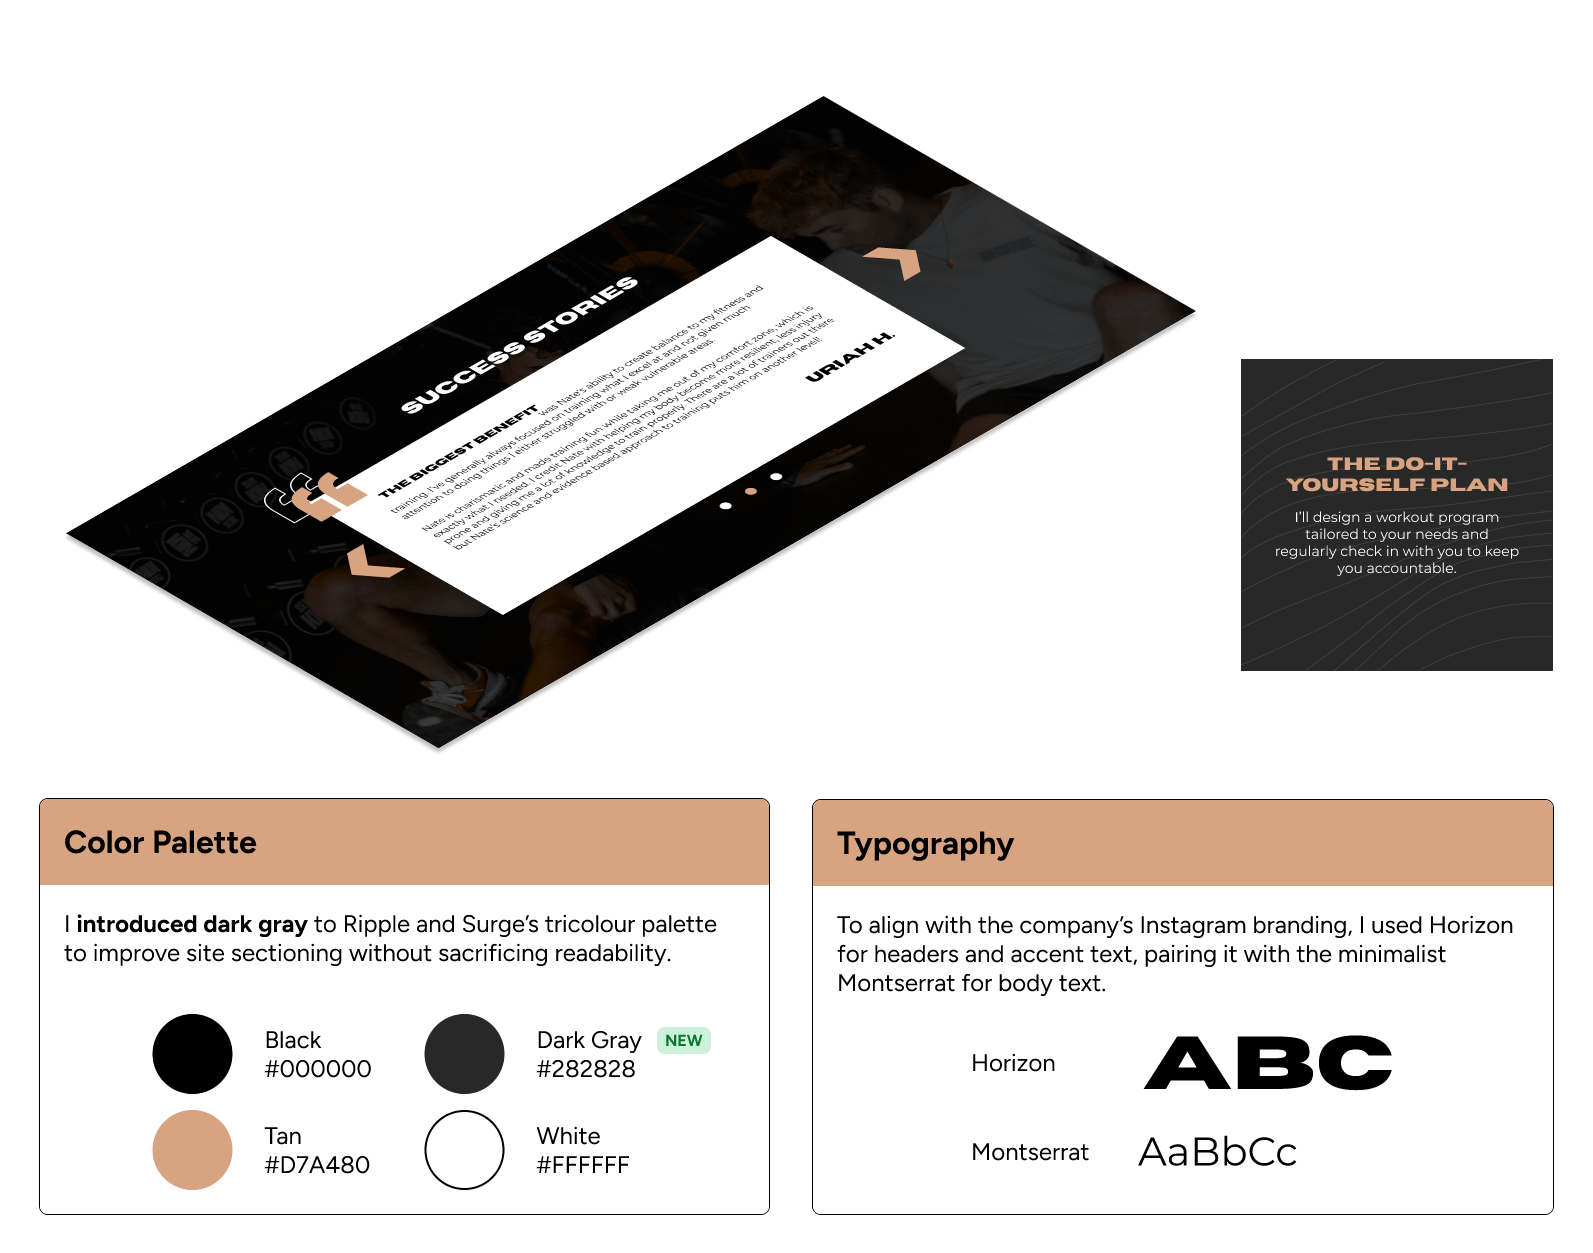 SUCCESS STORIES
THE BIGGEST BENEFIT was Nate's ability to create balance to my fitness and
training. I've generally always focused on training what I excel at and not given much
attention to doing things I either struggled with or weak vulnerable areas.
Nate is charismatic and made training fun while taking me out of my comfort zone, which is
exactly what I needed. I credit Nate with helping my body become more resilient, less injury
prone and giving me a lot of knowledge to train properly. There are a lot of trainers out there
but Nate's science and evidence based approach to training puts him on another level!
URIAH H.
THE DO-IT-
YOURSELF PLAN
I'll design a workout program
tailored to your needs and
regularly check in with you to keep
you accountable.
Color Palette
I introduced dark gray to Ripple and Surge's tricolour palette
to improve site sectioning without sacrificing readability.
Black
#000000
Dark Gray NEW
#282828
Tan
#D7A480
White
#FFFFFF
Typography
To align with the company's Instagram branding, I used Horizon
for headers and accent text, pairing it with the minimalist
Montserrat for body text.
Horizon ABC
Montserrat AaBbCc